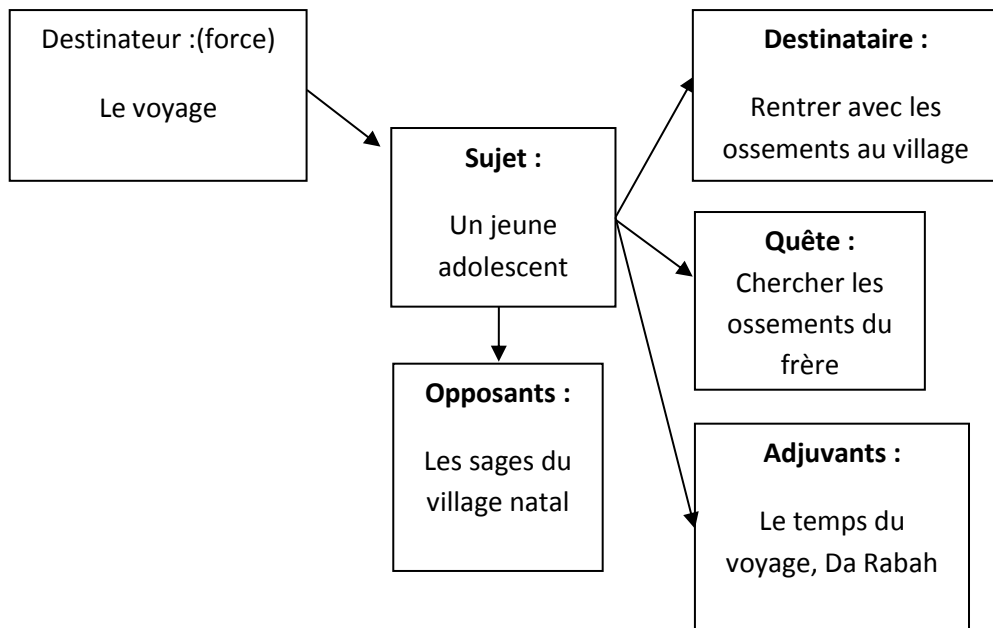 Destinateur :(force)
Le voyage
Destinataire :
Rentrer avec les
ossements au village
Sujet :
Un jeune
adolescent
Quête :
Chercher les
ossements du
frère
Opposants :
Les sages du
village natal
Adjuvants :
Le temps du
voyage, Da Rabah